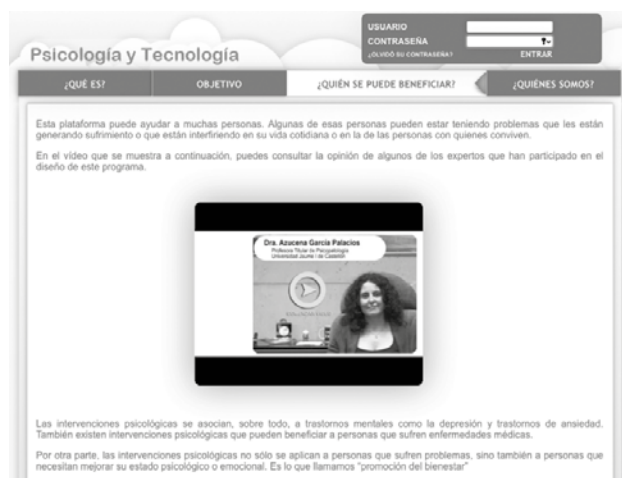 Psicología y Tecnología
USUARIO
CONTRASEÑA
¿OLVIDÓ SU CONTRASEÑA?
ENTRAR
¿QUÉ ES?
OBJETIVO
¿QUIÉN SE PUEDE BENEFICIAR?
¿QUIÉNES SOMOS?
Esta plataforma puede ayudar a muchas personas. Algunas de esas personas pueden estar teniendo problemas que les están
generando sufrimiento o que están interfiriendo en su vida cotidiana o en la de las personas con quienes conviven.
En el vídeo que se muestra a continuación, puedes consultar la opinión de algunos de los expertos que han participado en el
diseño de este programa.
Dra. Azucena García Palacios
Profesora Titular de Psicopatología
Universitat Jaume I de Castellón
Las intervenciones psicológicas se asocian, sobre todo, a trastornos mentales como la depresión y trastornos de ansiedad.
También existen intervenciones psicológicas que pueden beneficiar a personas que sufren enfermedades médicas.
Por otra parte, las intervenciones psicológicas no sólo se aplican a personas que sufren problemas, sino también a personas que
necesitan mejorar su estado psicológico o emocional. Es lo que llamamos "promoción del bienestar"